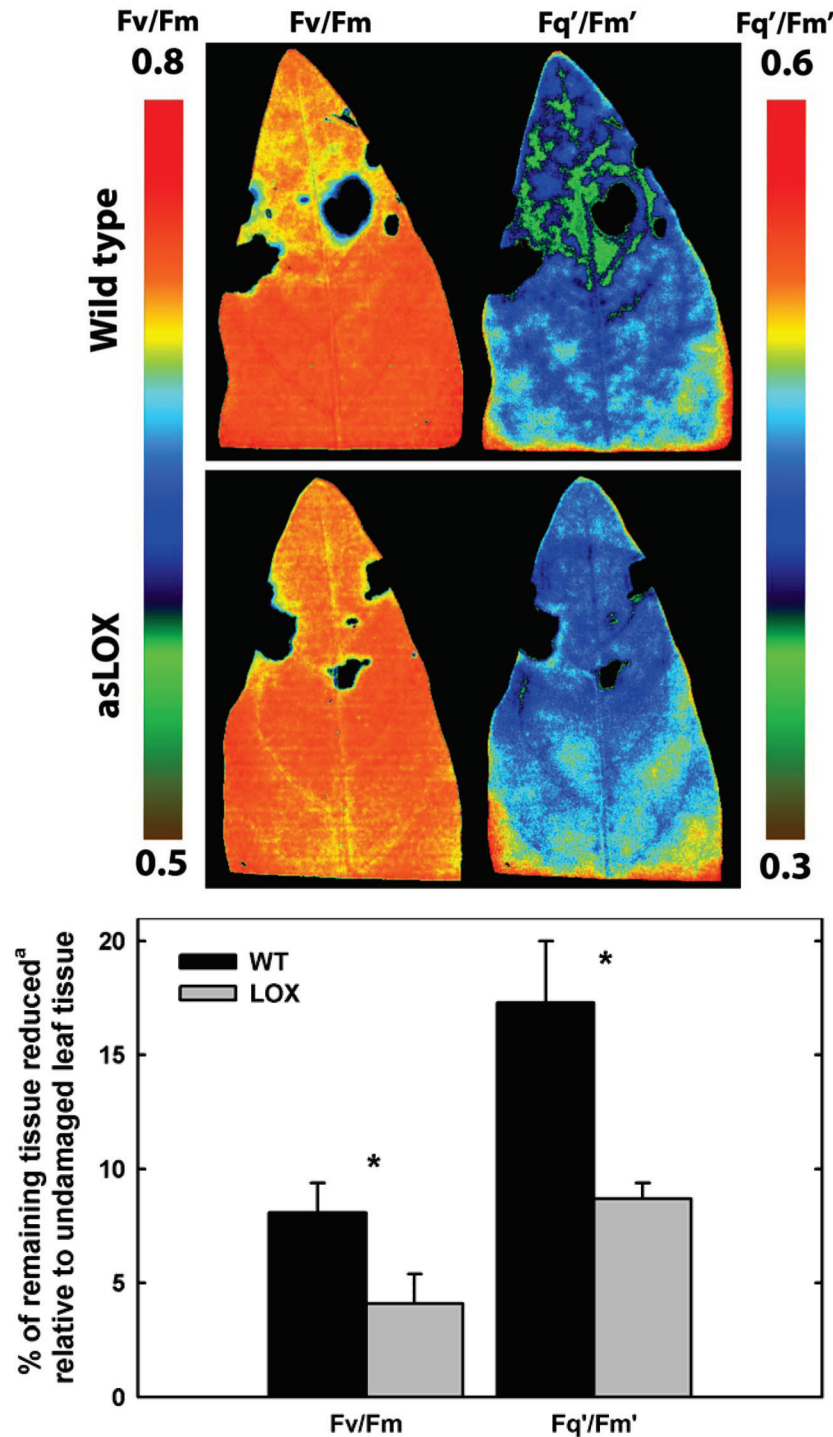 Fv/Fm Fv/Fm Fq’/Fm’ Fq’/Fm’
0.8 0.6
Wild type
asLOX
0.5 0.3
% of remaining tissue reducedᵃ
relative to undamaged leaf tissue
20
15
10
5
0
WT
LOX
*
*
Fv/Fm Fq'/Fm'